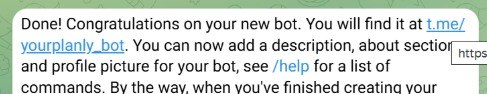 Done! Congratulations on your new bot. You will find it at t.me/
yourplanly_bot. You can now add a description, about section
and profile picture for your bot, see /help for a list of
commands. By the way, when you've finished creating your
https